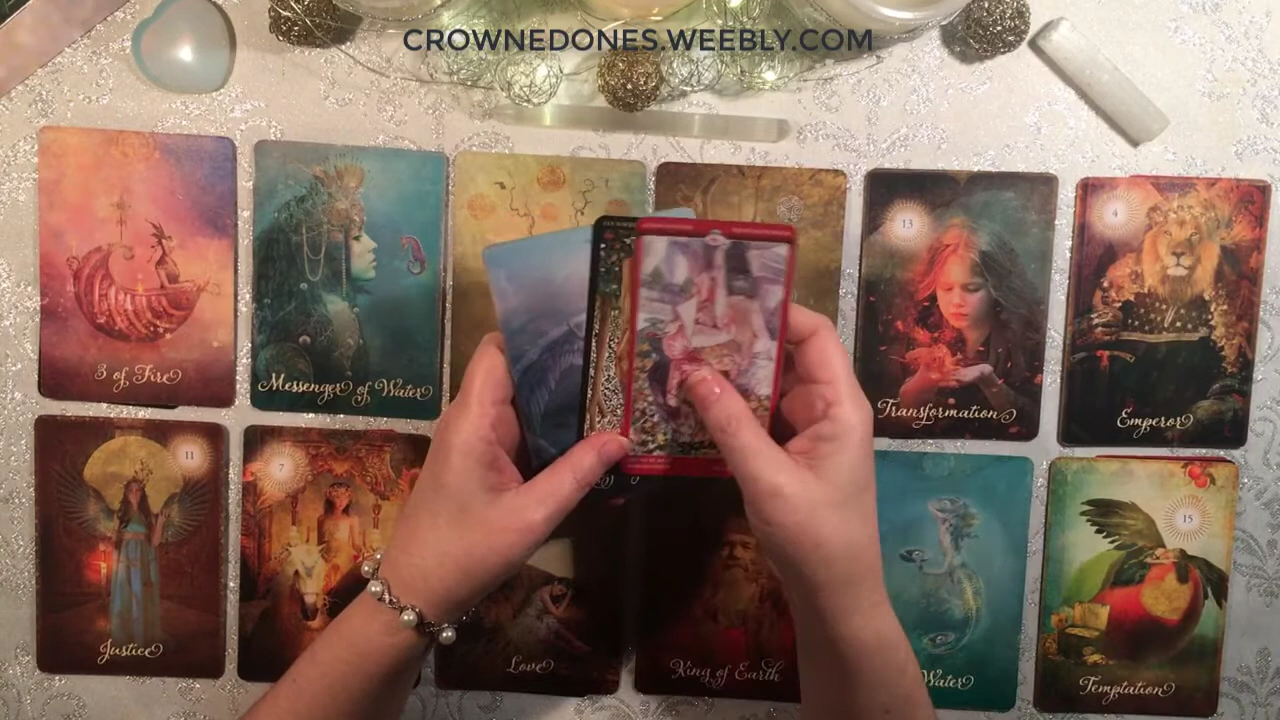 CROWNEDONES.WEEBLY.COM
3 of Fire
Messenger of Water
13
Transformation
4
Emperor
11
Justice
7
Love
King of Earth
Water
15
Temptation